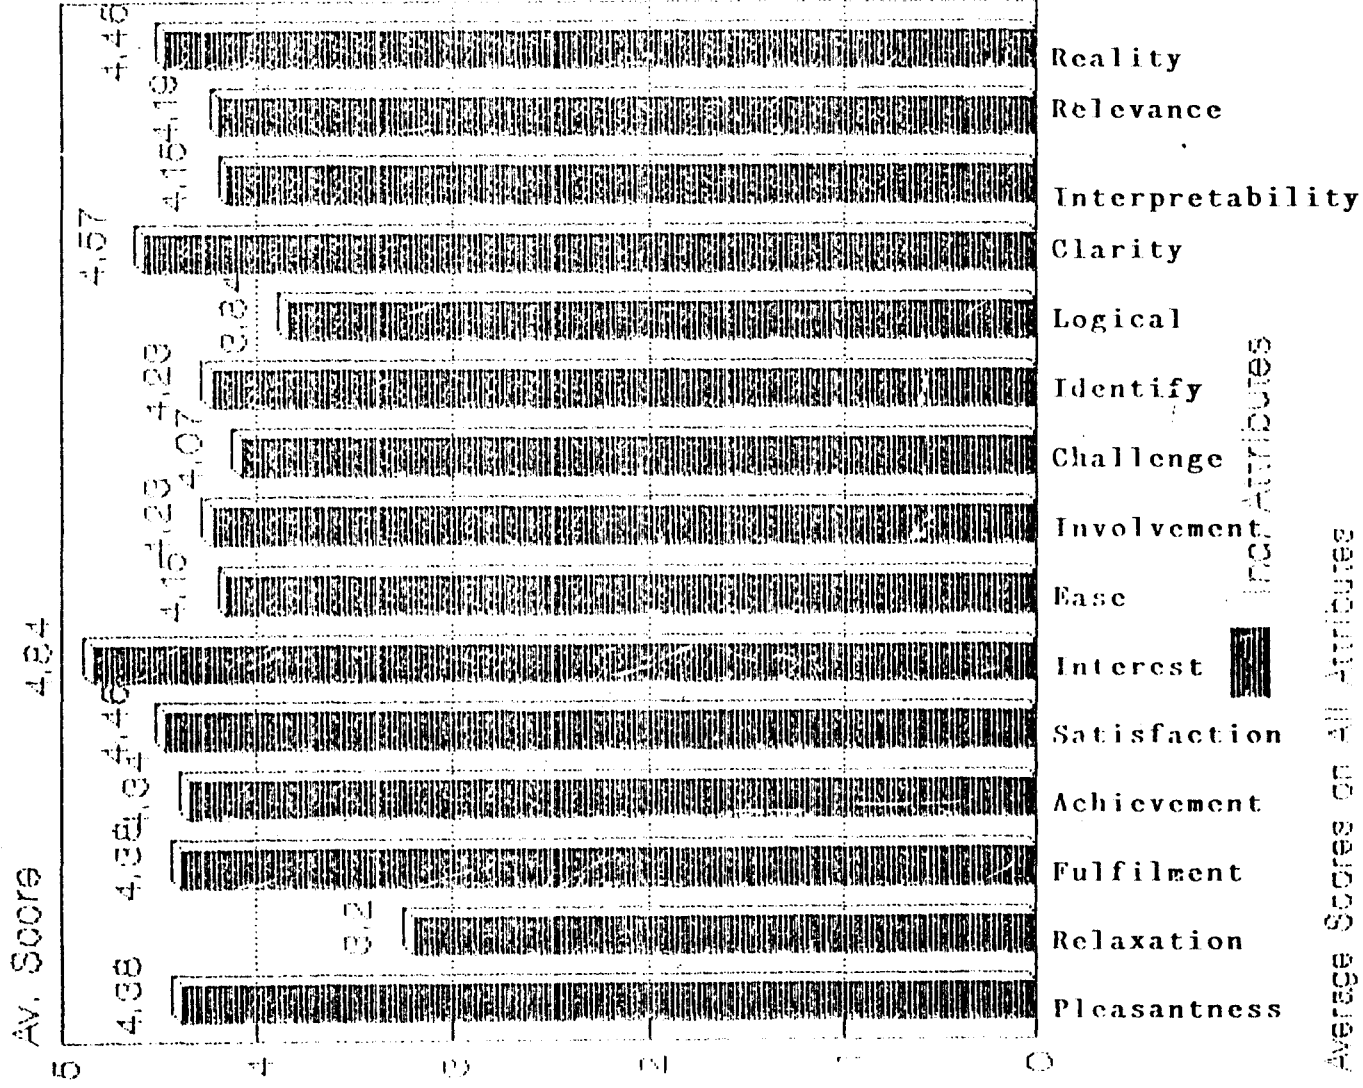 Av. Score
5
4
3
2
1
0
4,38
3,2
4,38
4,34
4,46
4,84
4,15
4,23
4,07
4,23
3,84
4,57
4,15
4,19
4,46
Reality
Relevance
Interpretability
Clarity
Logical
Identify
Challenge
Involvement
Ease
Interest
Satisfaction
Achievement
Fulfilment
Relaxation
Pleasantness
Attributes
Average Scores on All Attributes